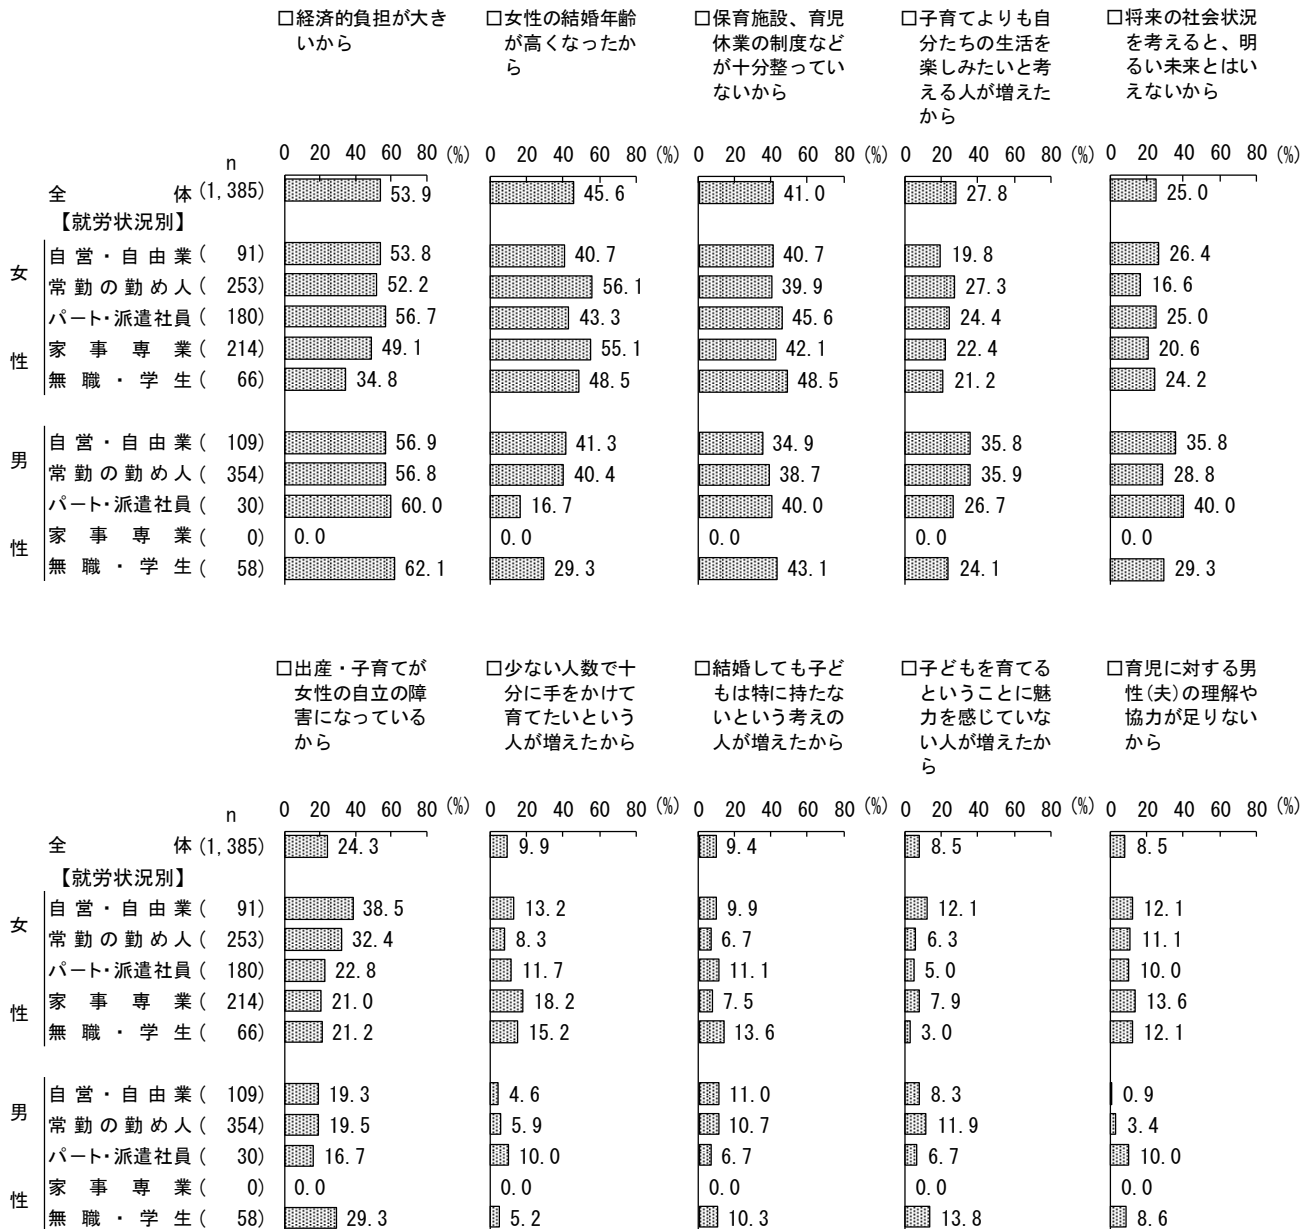 □経済的負担が大き
いから
□女性の結婚年齢
が高くなったか
ら
□保育施設、育児
休業の制度など
が十分整ってい
ないから
□子育てよりも自
分たちの生活を
楽しみたいと考
える人が増えた
から
□将来の社会状況
を考えると、明
るい未来とはい
えないから
n 0 20 40 60 80 (%) 0 20 40 60 80 (%) 0 20 40 60 80 (%) 0 20 40 60 80 (%) 0 20 40 60 80 (%)
全体 (1,385) 53.9 45.6 41.0 27.8 25.0
【就労状況別】
女性
自営・自由業 ( 91) 53.8 40.7 40.7 19.8 26.4
常勤の勤め人 ( 253) 52.2 56.1 39.9 27.3 16.6
パート・派遣社員 ( 180) 56.7 43.3 45.6 24.4 25.0
家事専業 ( 214) 49.1 55.1 42.1 22.4 20.6
無職・学生 ( 66) 34.8 48.5 48.5 21.2 24.2
男性
自営・自由業 ( 109) 56.9 41.3 34.9 35.8 35.8
常勤の勤め人 ( 354) 56.8 40.4 38.7 35.9 28.8
パート・派遣社員 ( 30) 60.0 16.7 40.0 26.7 40.0
家事専業 ( 0) 0.0 0.0 0.0 0.0 0.0
無職・学生 ( 58) 62.1 29.3 43.1 24.1 29.3
□出産・子育てが
女性の自立の障
害になっている
から
□少ない人数で十
分に手をかけて
育てたいという
人が増えたから
□結婚しても子ど
もは特に持たな
いという考えの
人が増えたから
□子どもを育てる
ということに魅
力を感じていな
い人が増えたか
ら
□育児に対する男
性(夫)の理解や
協力が足りない
から
n 0 20 40 60 80 (%) 0 20 40 60 80 (%) 0 20 40 60 80 (%) 0 20 40 60 80 (%) 0 20 40 60 80 (%)
全体 (1,385) 24.3 9.9 9.4 8.5 8.5
【就労状況別】
女性
自営・自由業 ( 91) 38.5 13.2 9.9 12.1 12.1
常勤の勤め人 ( 253) 32.4 8.3 6.7 6.3 11.1
パート・派遣社員 ( 180) 22.8 11.7 11.1 5.0 10.0
家事専業 ( 214) 21.0 18.2 7.5 7.9 13.6
無職・学生 ( 66) 21.2 15.2 13.6 3.0 12.1
男性
自営・自由業 ( 109) 19.3 4.6 11.0 8.3 0.9
常勤の勤め人 ( 354) 19.5 5.9 10.7 11.9 3.4
パート・派遣社員 ( 30) 16.7 10.0 6.7 6.7 10.0
家事専業 ( 0) 0.0 0.0 0.0 0.0 0.0
無職・学生 ( 58) 29.3 5.2 10.3 13.8 8.6